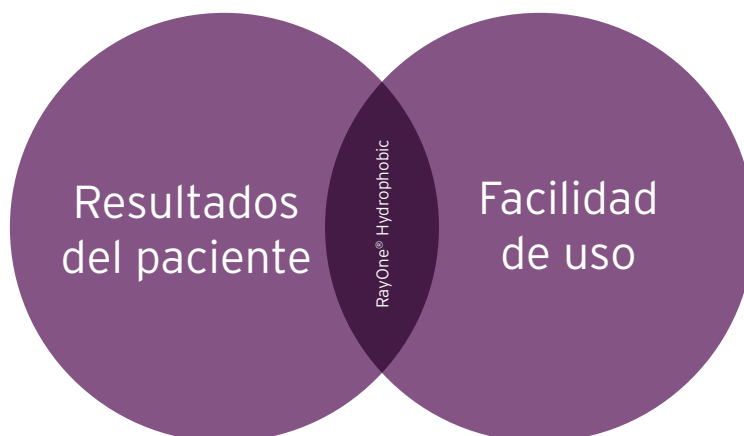 Resultados
del paciente
RayOne® Hydrophobic
Facilidad
de uso